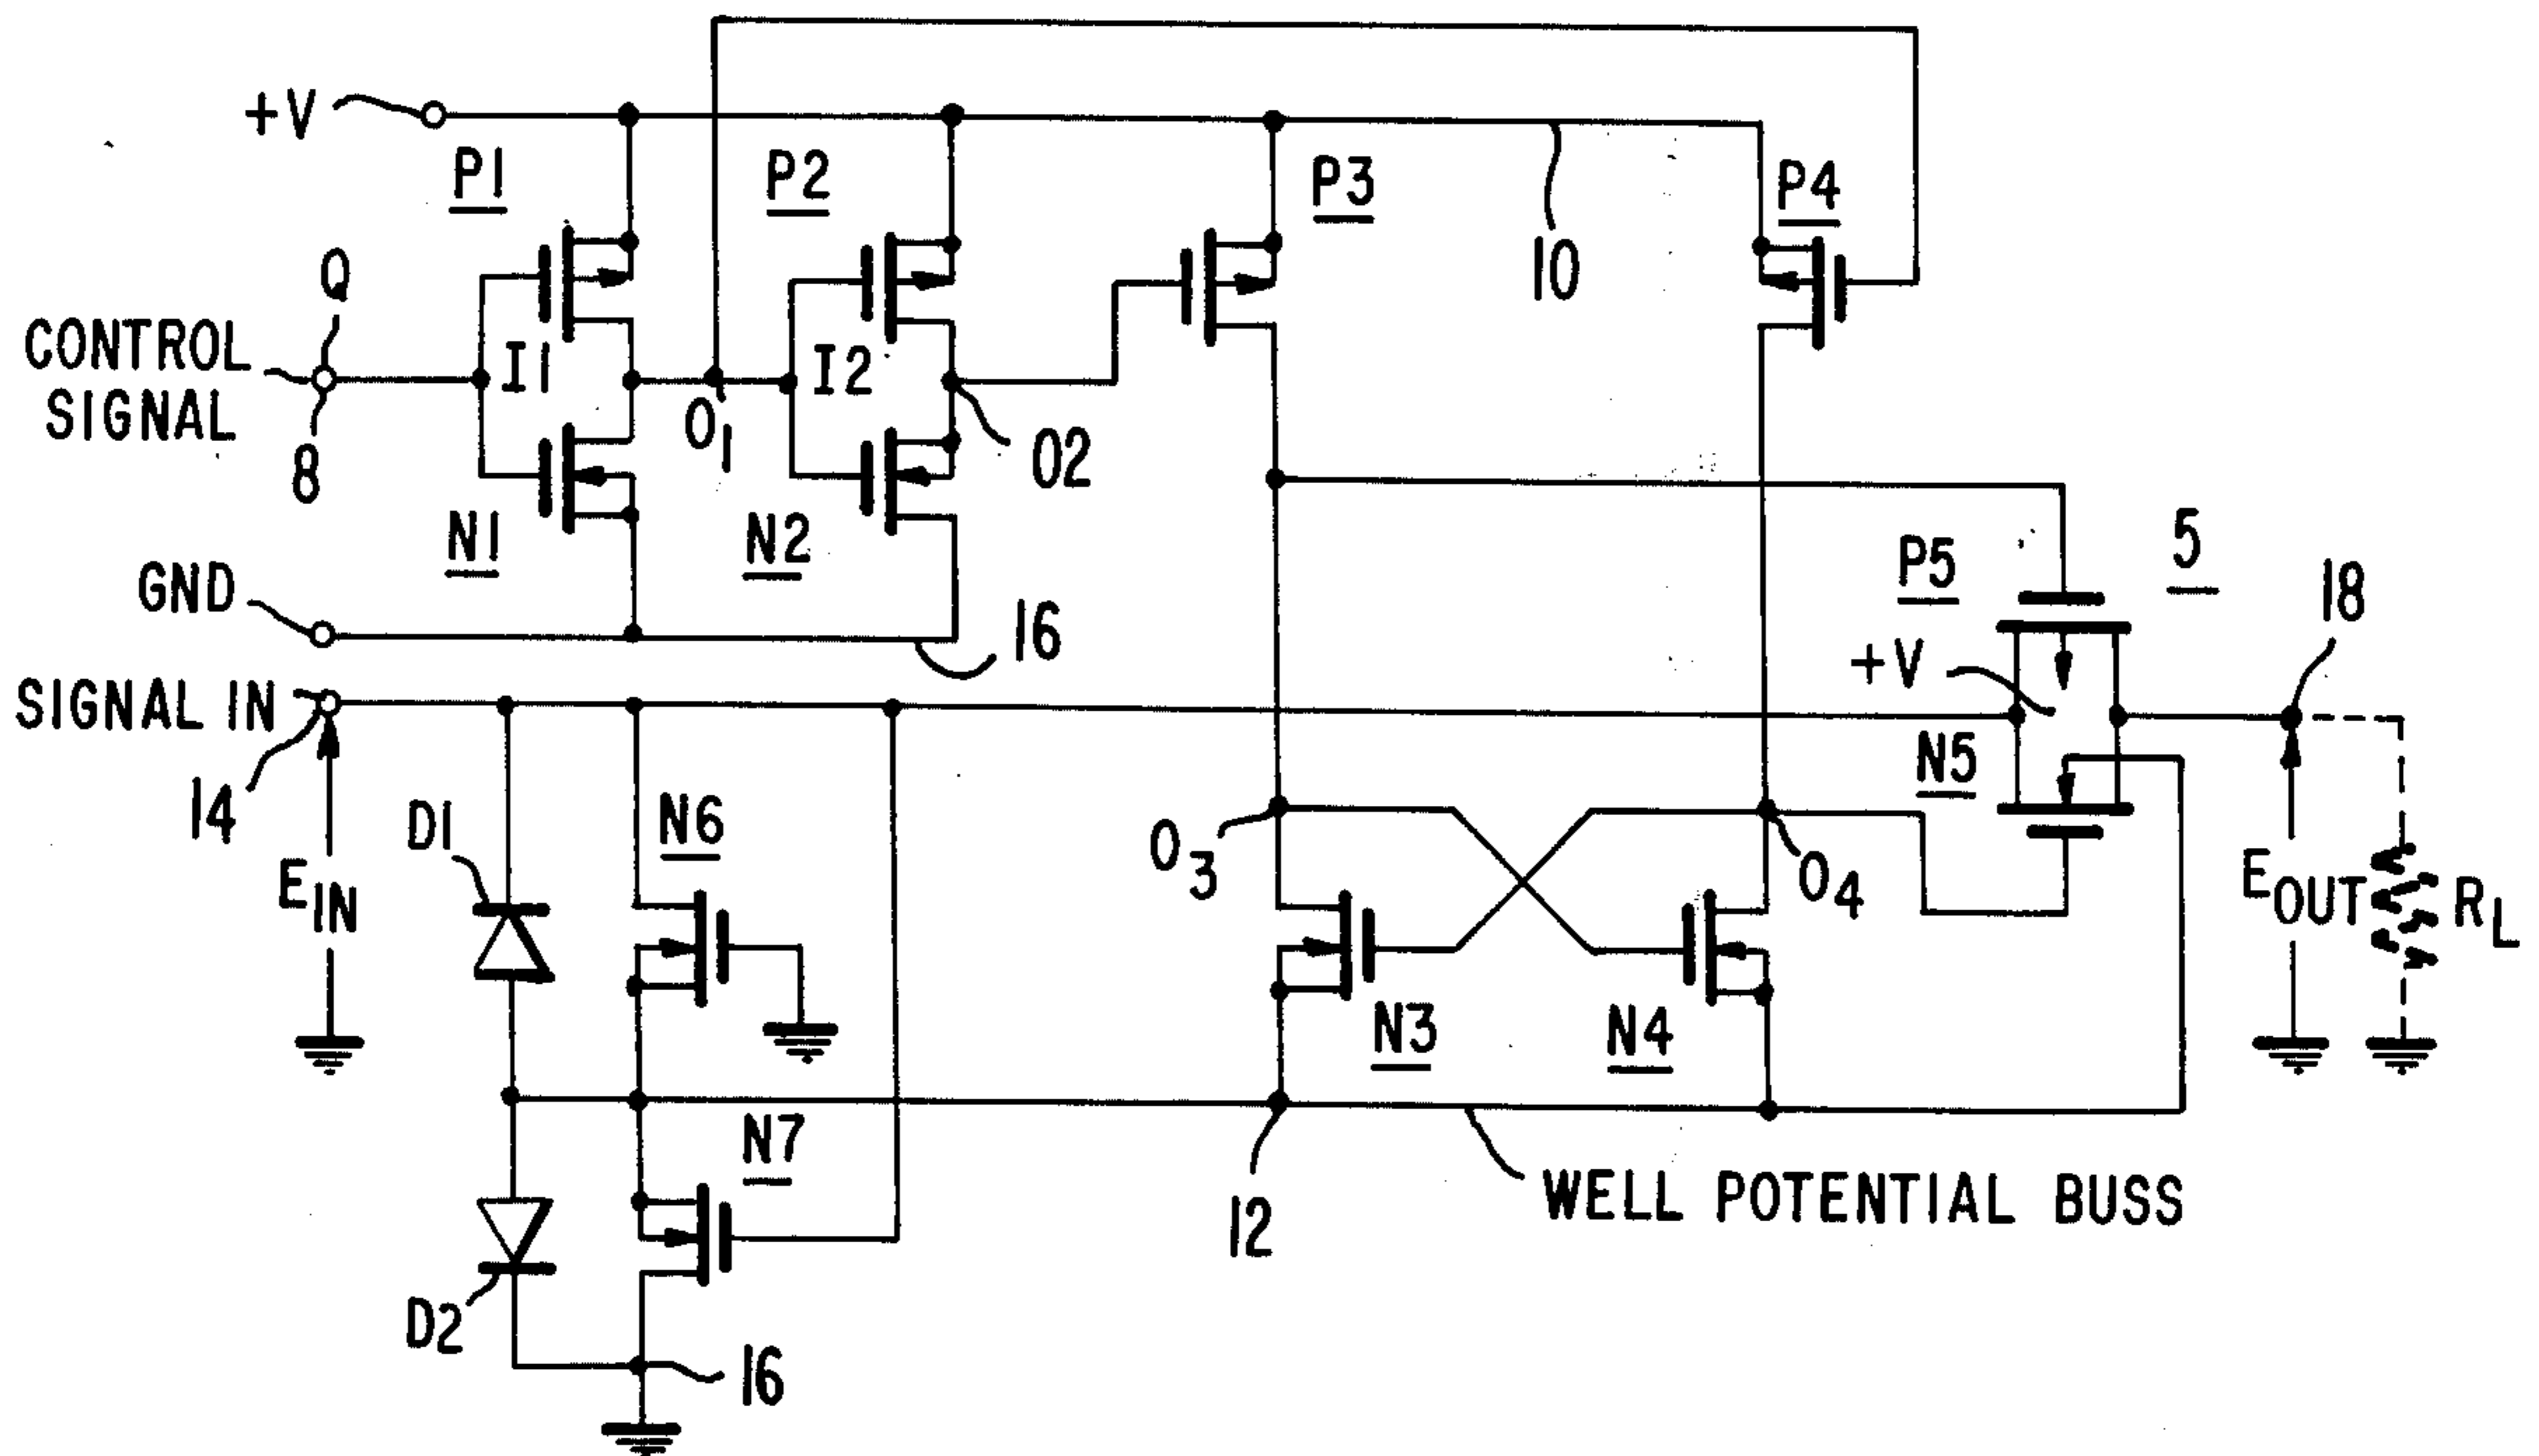 +V
P1
P2
P3
P4
10
Q
CONTROL
SIGNAL
8
I1
O1
I2
O2
N1
N2
GND
16
SIGNAL IN
14
EIN
P5
5
18
+V
N5
D1
N6
O3
O4
EOUT
RL
N3
N4
N7
12
WELL POTENTIAL BUSS
D2
16